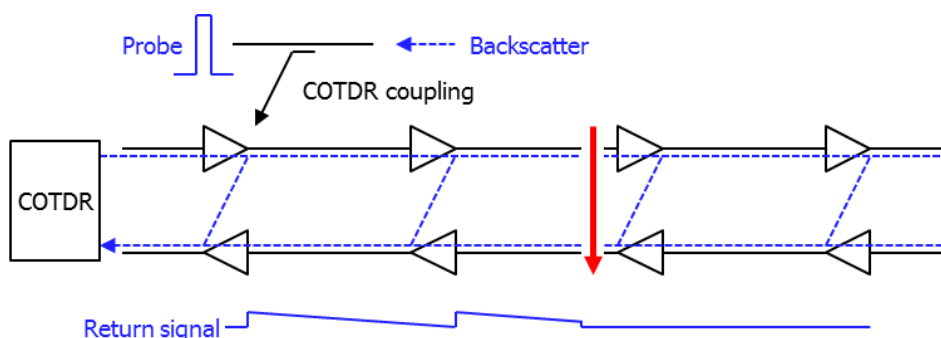 Probe
Backscatter
COTDR coupling
COTDR
Return signal